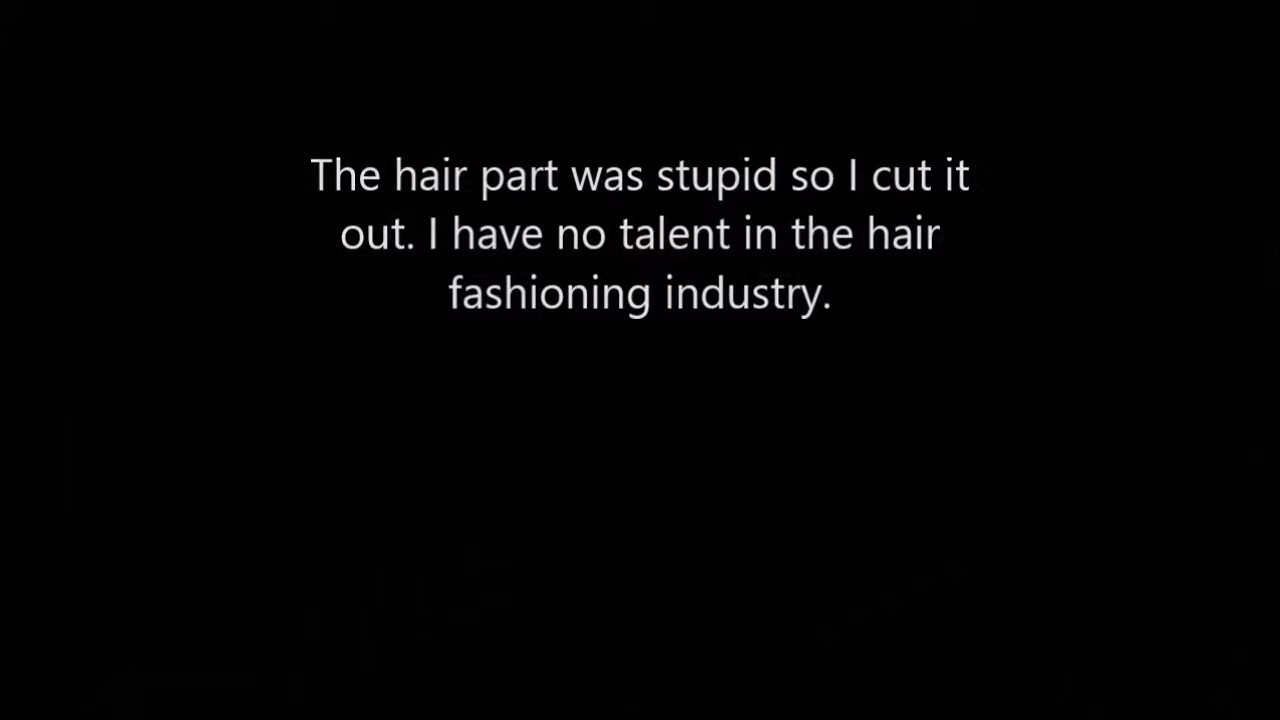 The hair part was stupid so I cut it
out. I have no talent in the hair
fashioning industry.